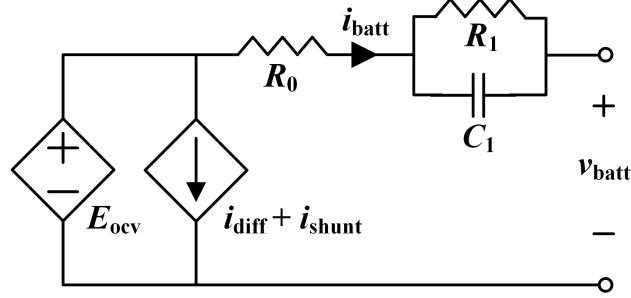 i_batt
R_1
R_0
C_1
+
+
v_batt
−
E_ocv
i_diff + i_shunt
−